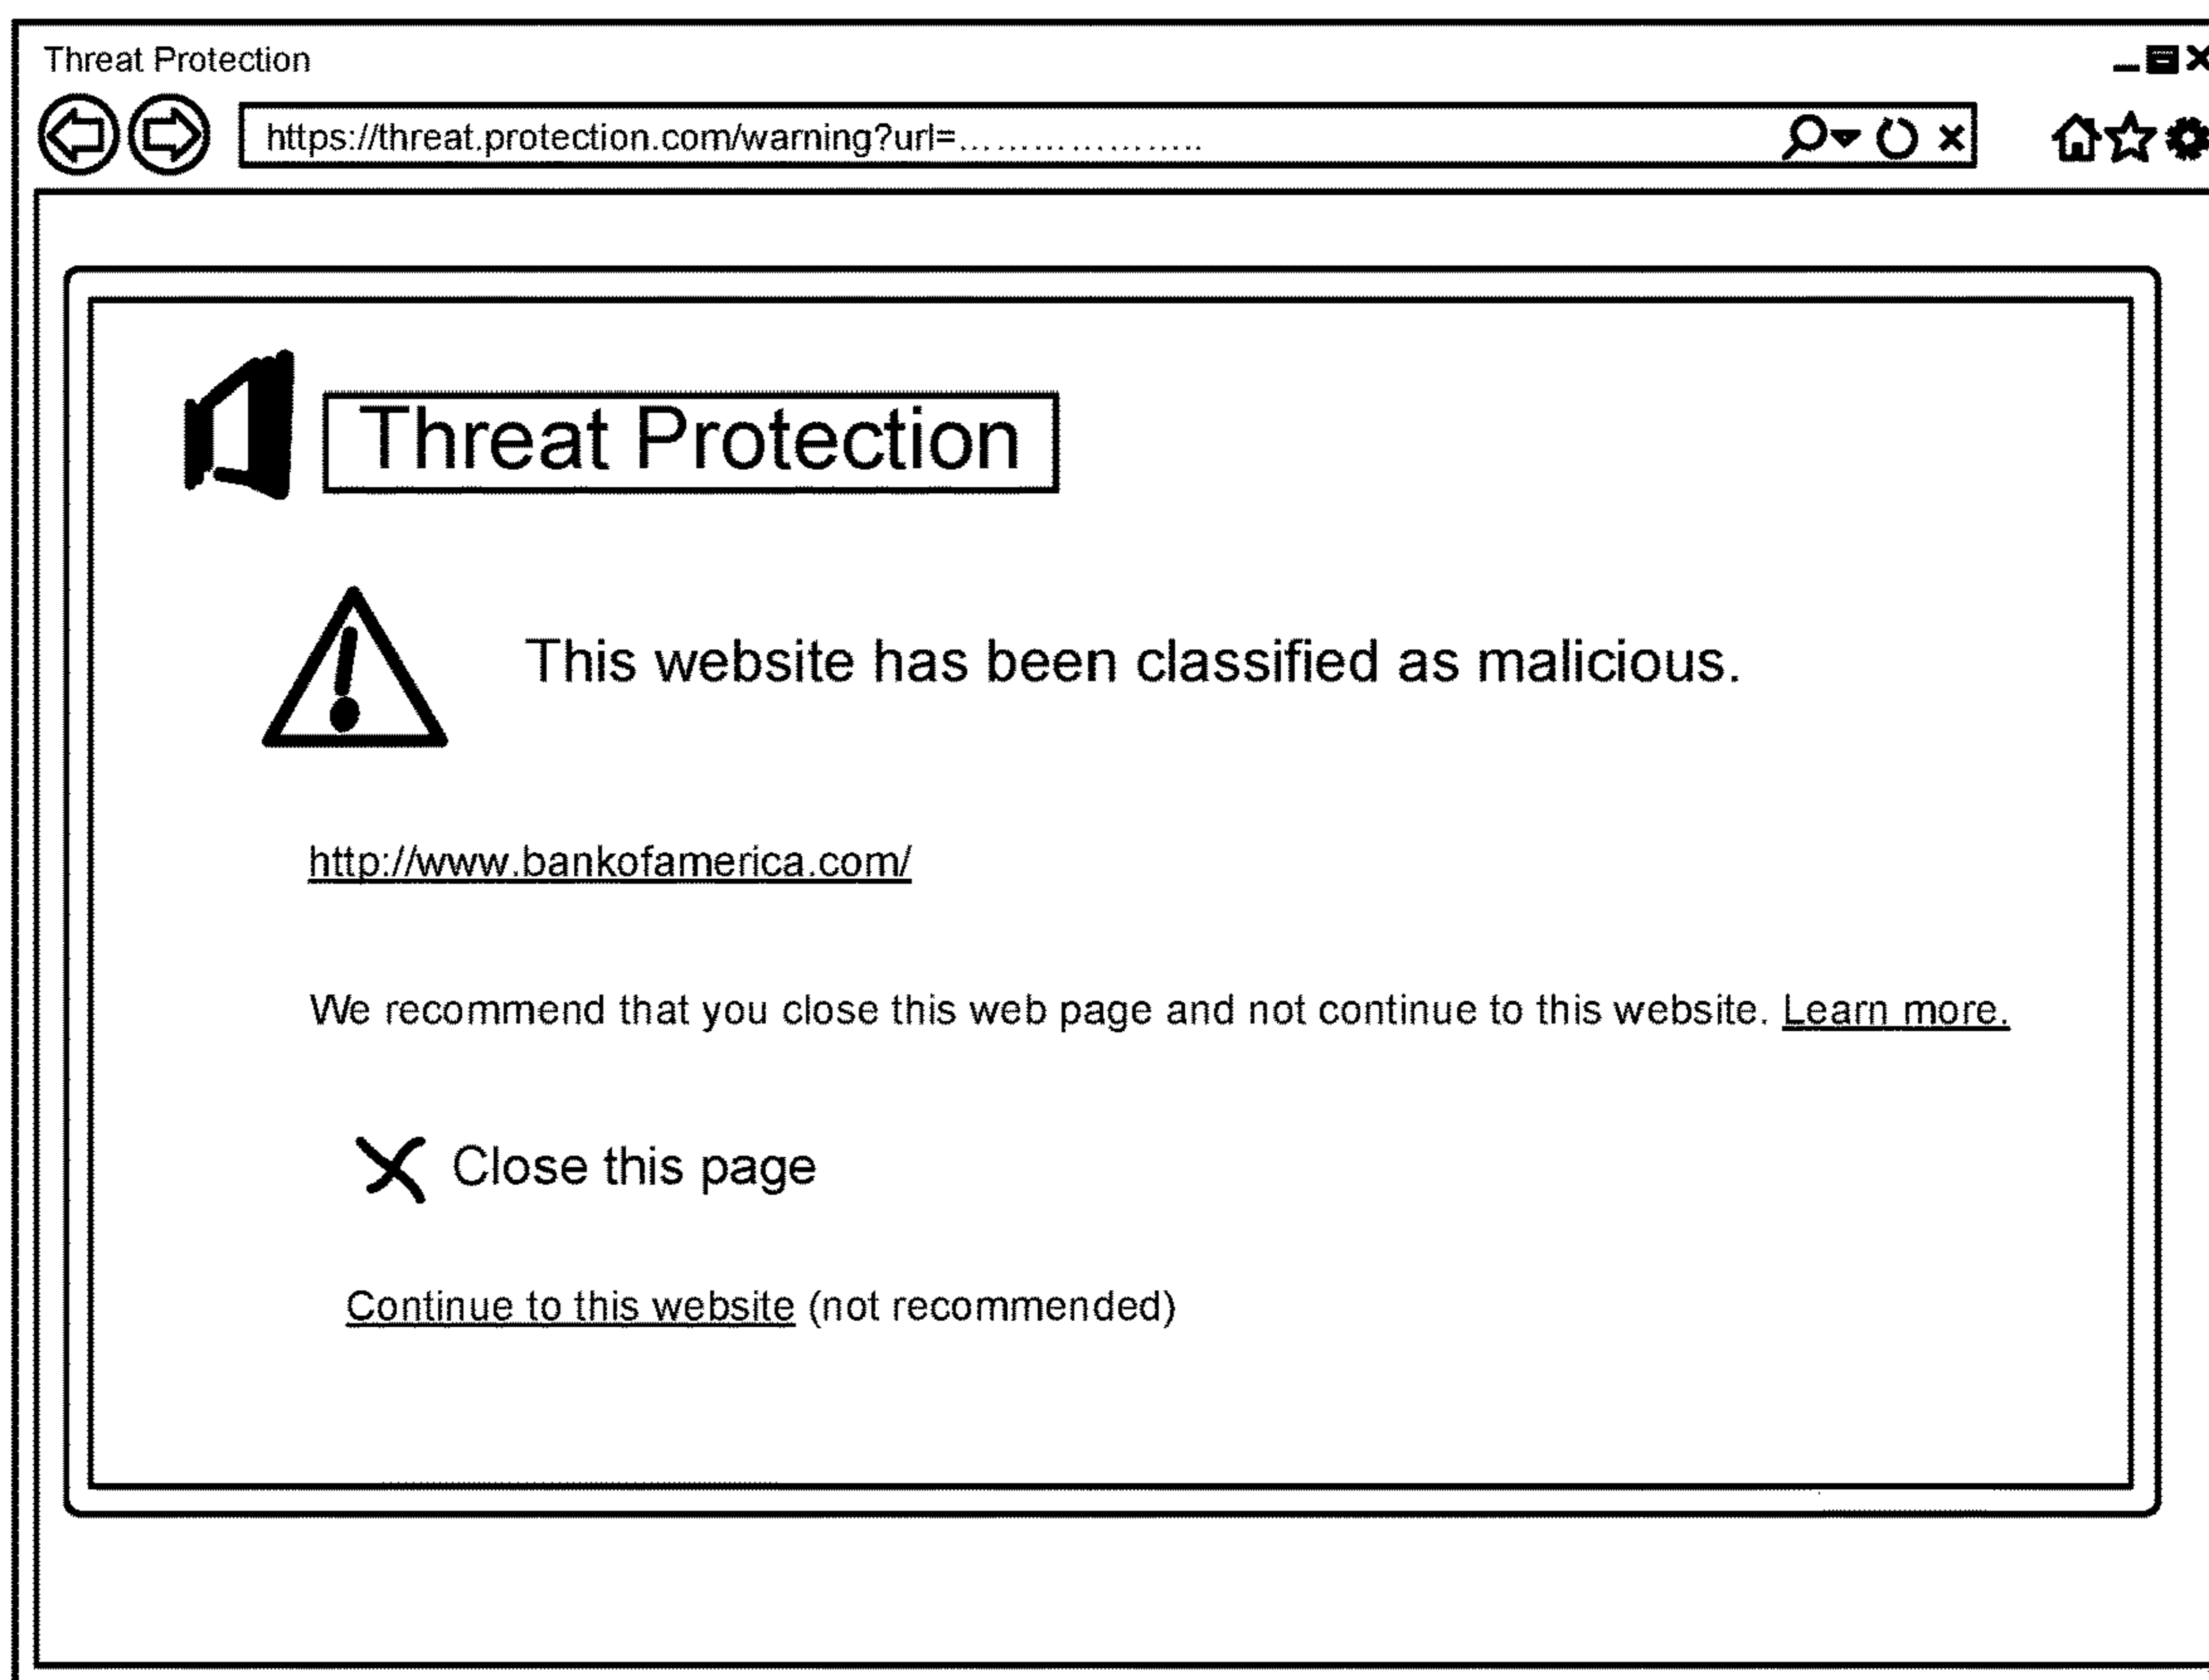 Threat Protection
https://threat.protection.com/warning?url=....................
Threat Protection
This website has been classified as malicious.
http://www.bankofamerica.com/
We recommend that you close this web page and not continue to this website. Learn more.
Close this page
Continue to this website (not recommended)